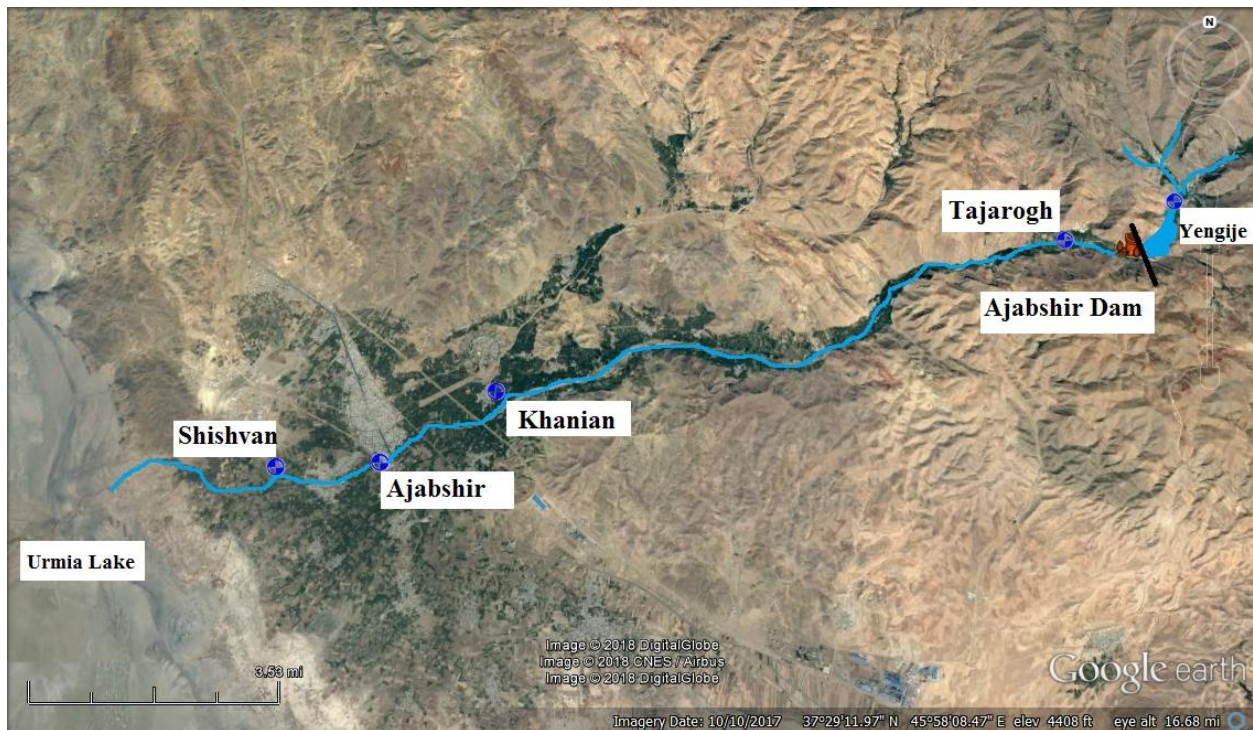 N
Tajarogh
Yengije
Ajabshir Dam
Khanian
Shishvan
Ajabshir
Urmia Lake
3.53 mi
Image © 2018 DigitalGlobe
Image © 2018 CNES / Airbus
Image © 2018 DigitalGlobe
Google earth
Imagery Date: 10/10/2017 37°29'11.97" N 45°58'08.47" E elev 4408 ft eye alt 16.68 mi